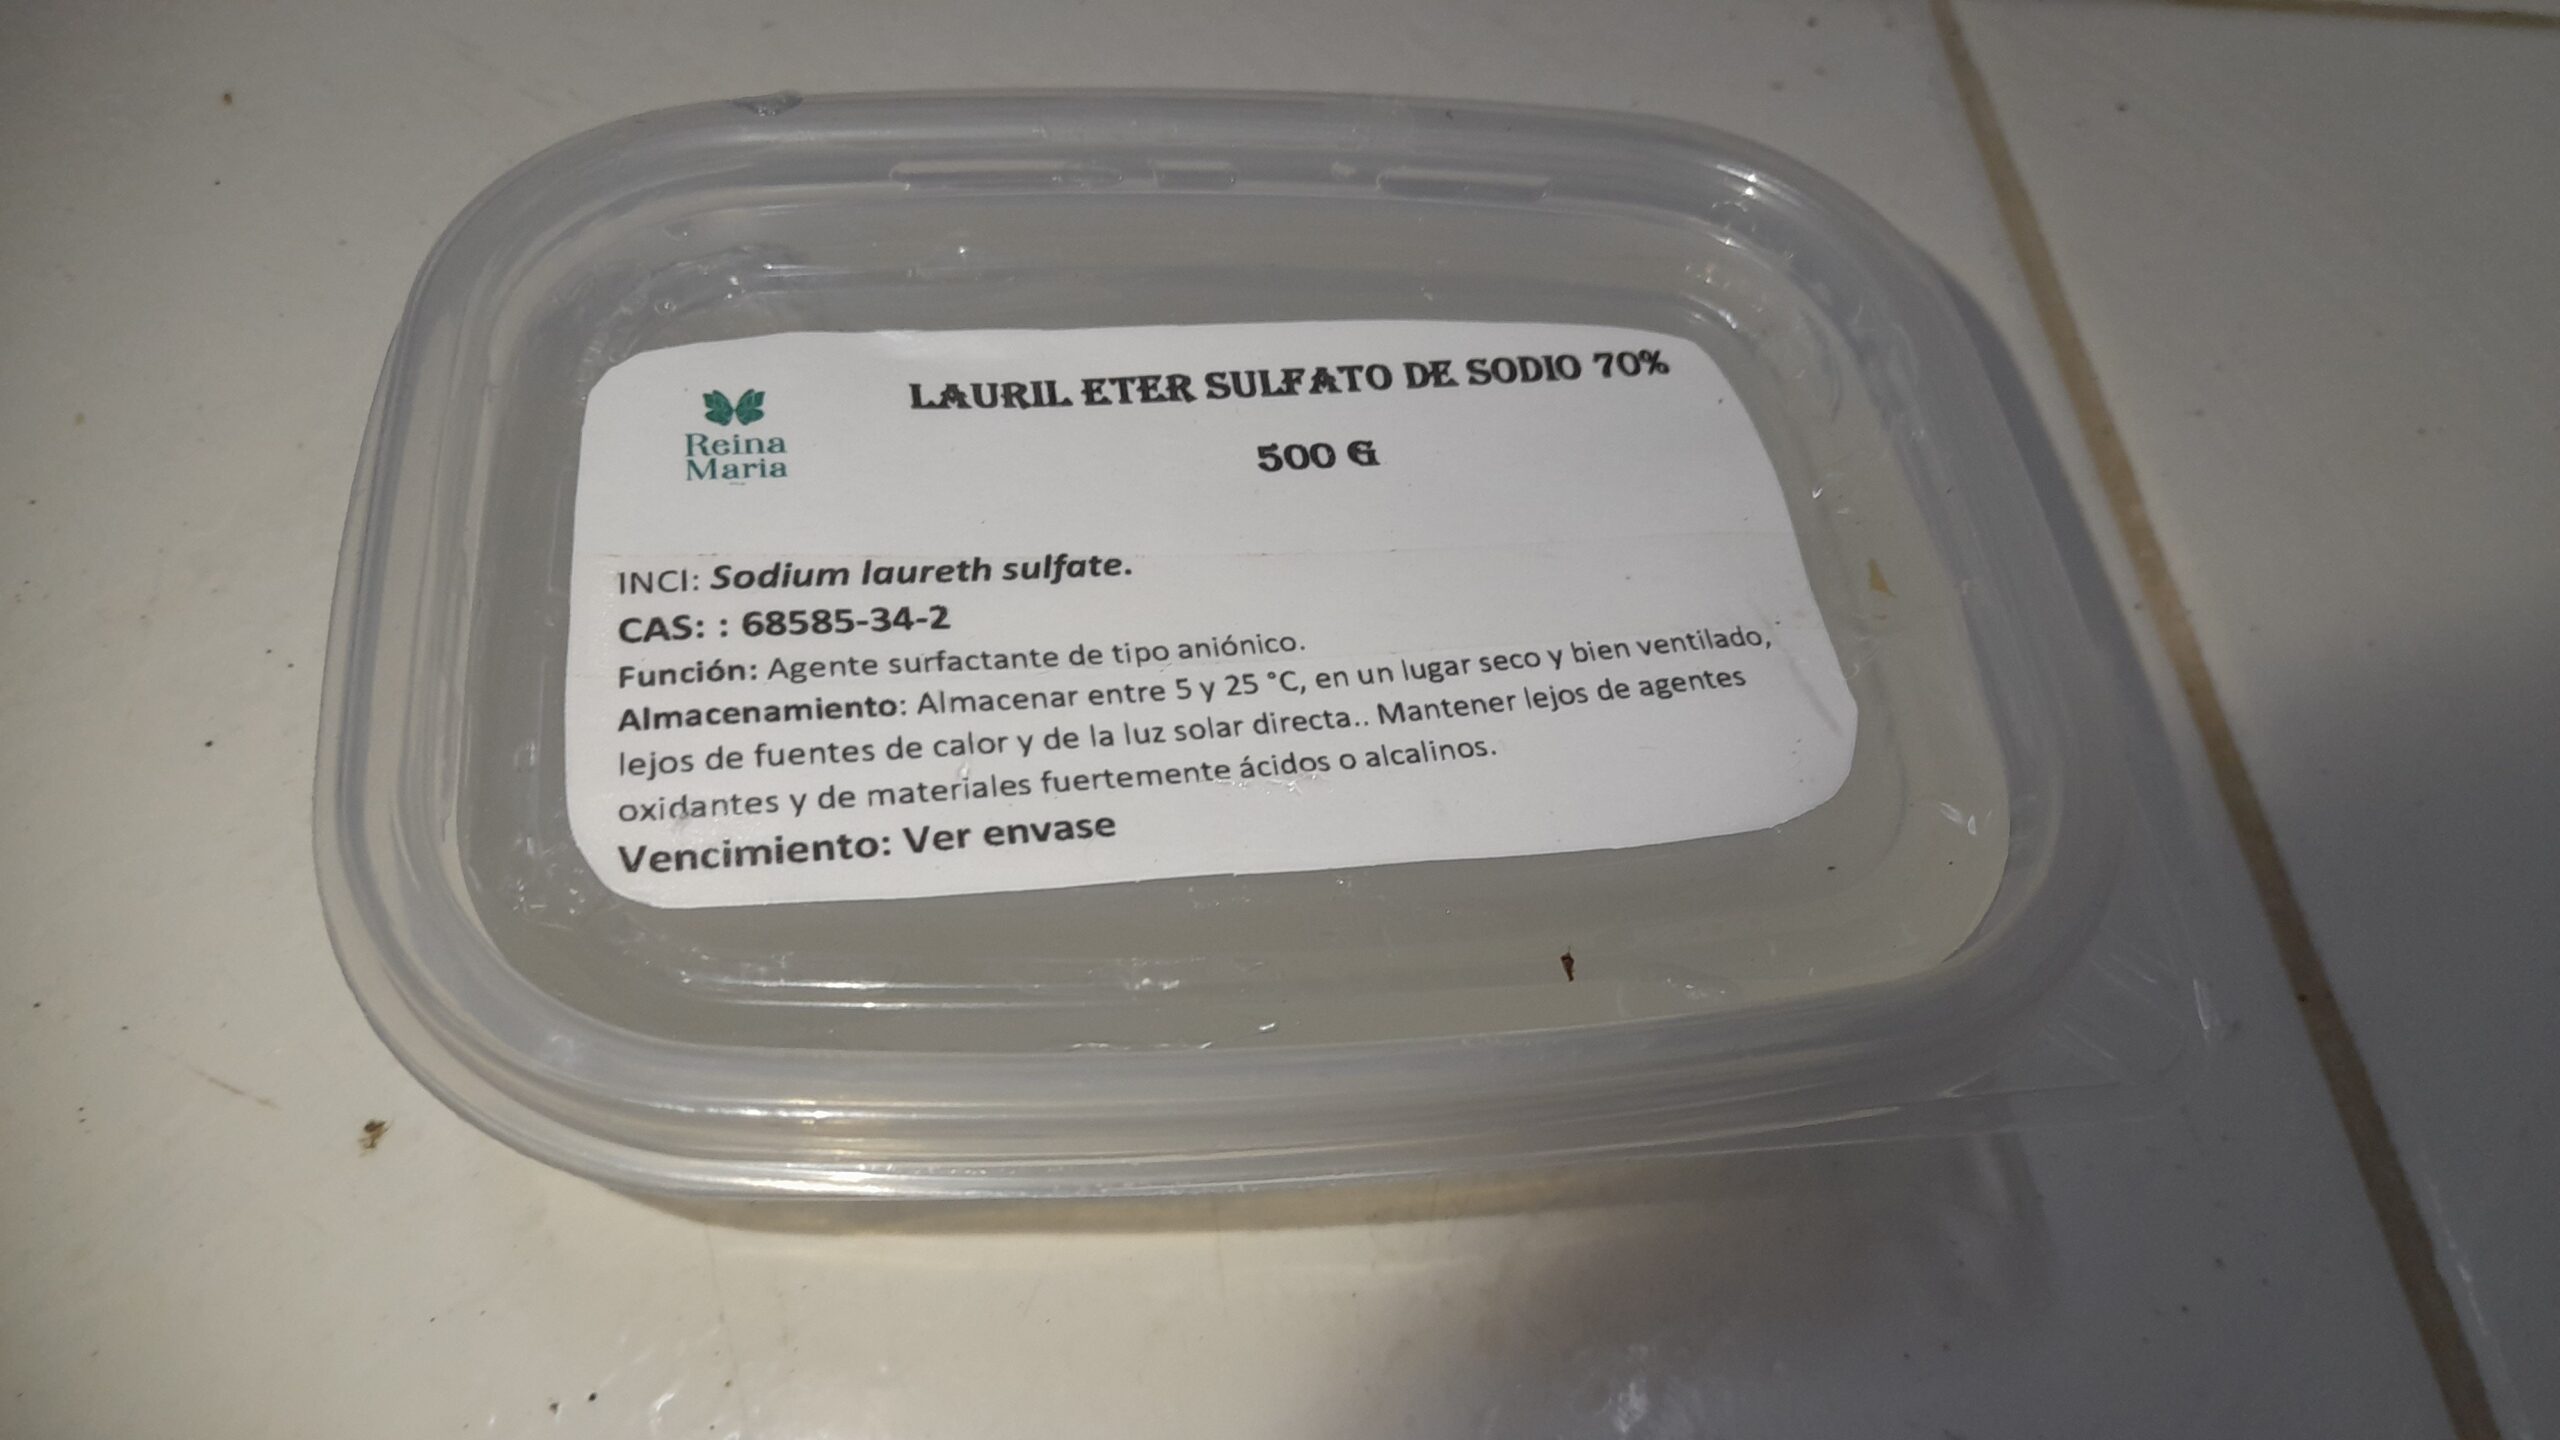 LAURIL ETER SULFATO DE SODIO 70%
500 G
Reina
Maria
INCI: Sodium laureth sulfate.
CAS: : 68585-34-2
Función: Agente surfactante de tipo aniónico.
Almacenamiento: Almacenar entre 5 y 25 °C, en un lugar seco y bien ventilado,
lejos de fuentes de calor y de la luz solar directa.. Mantener lejos de agentes
oxidantes y de materiales fuertemente ácidos o alcalinos.
Vencimiento: Ver envase